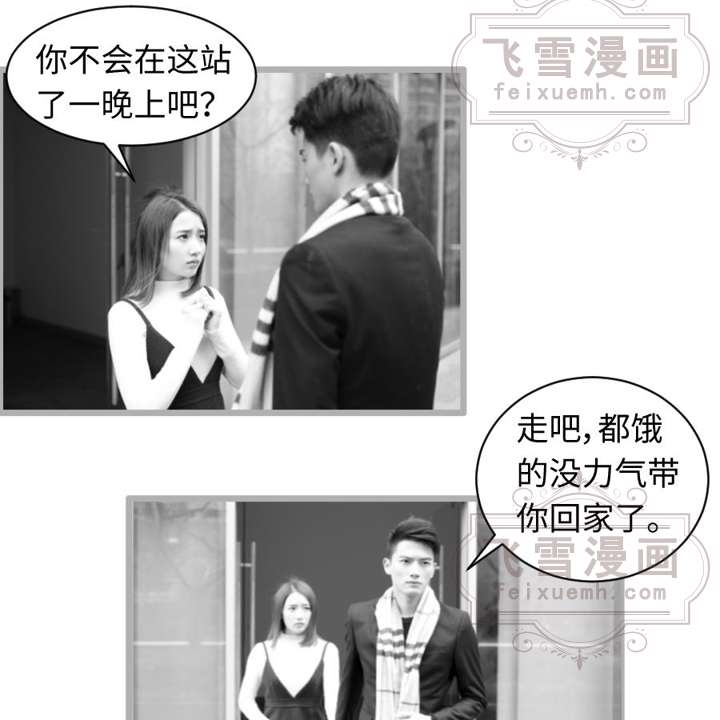 你不会在这站
了一晚上吧？
飞雪漫画
feixuemh.com
走吧，都饿
的没力气带
你回家了。
飞雪漫画
feixuemh.com